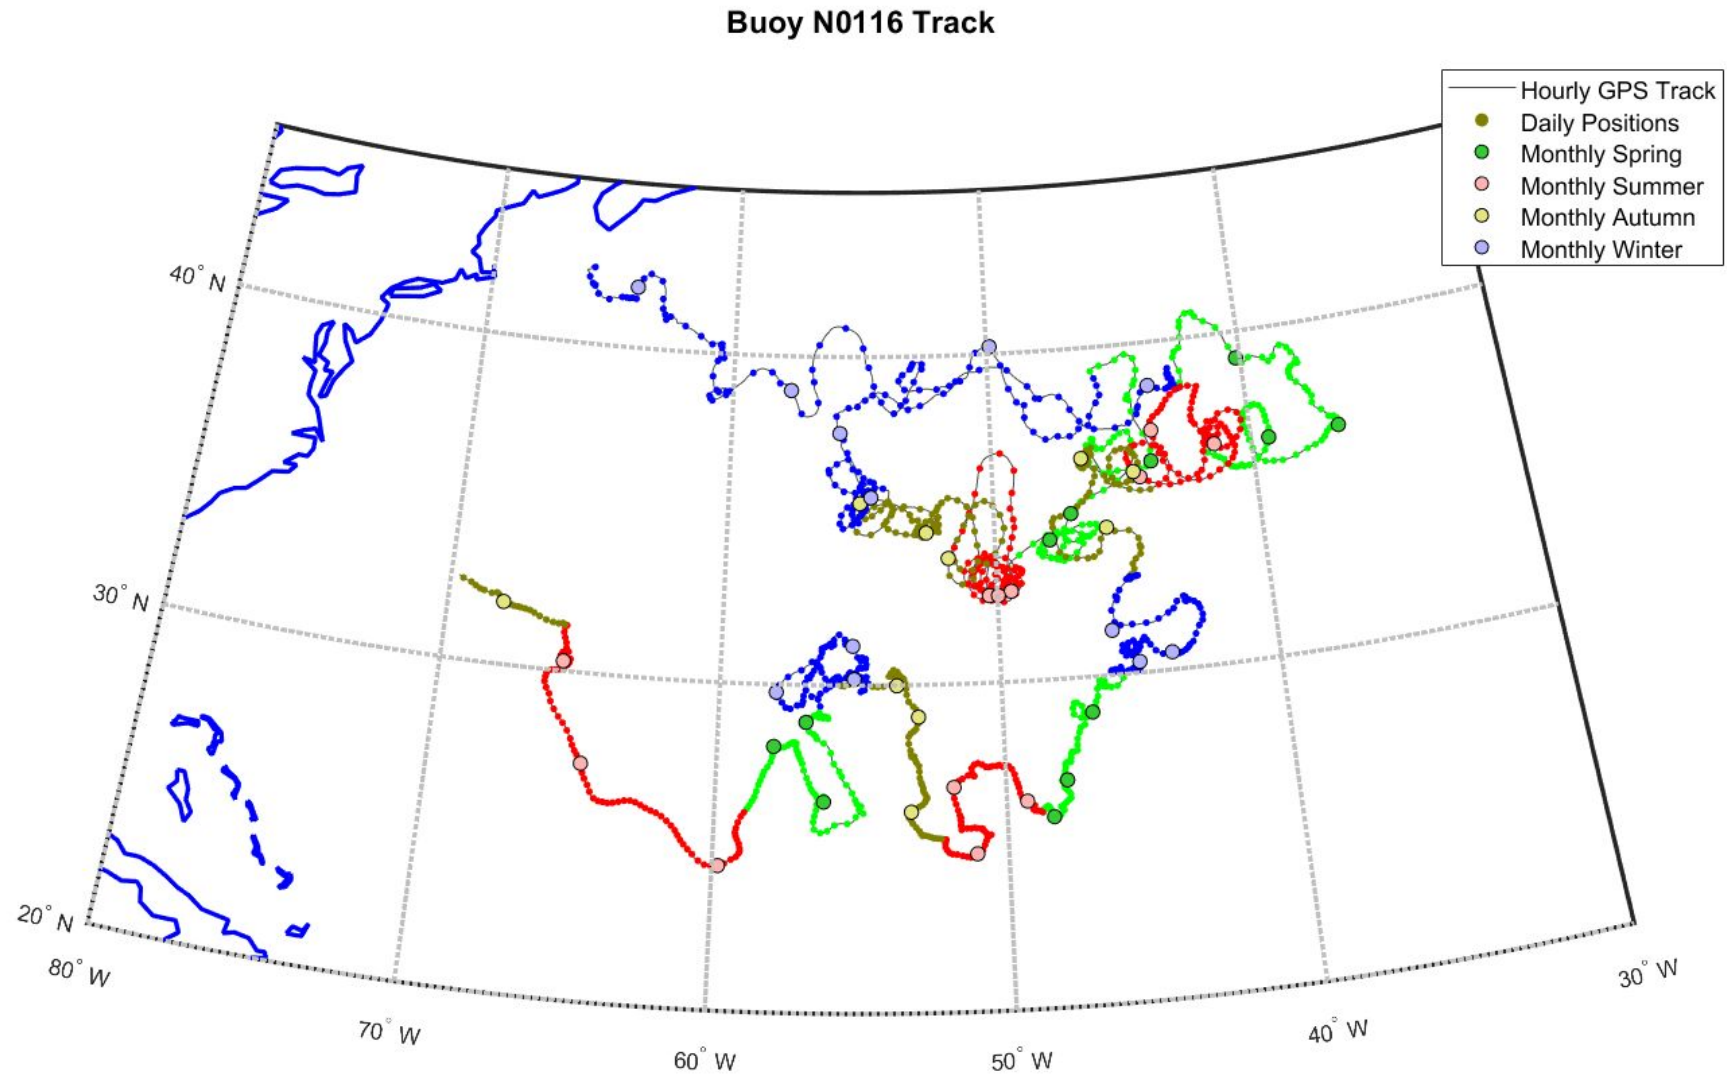 Buoy N0116 Track
Hourly GPS Track
Daily Positions
Monthly Spring
Monthly Summer
Monthly Autumn
Monthly Winter
40° N
30° N
20° N
80° W
70° W
60° W
50° W
40° W
30° W